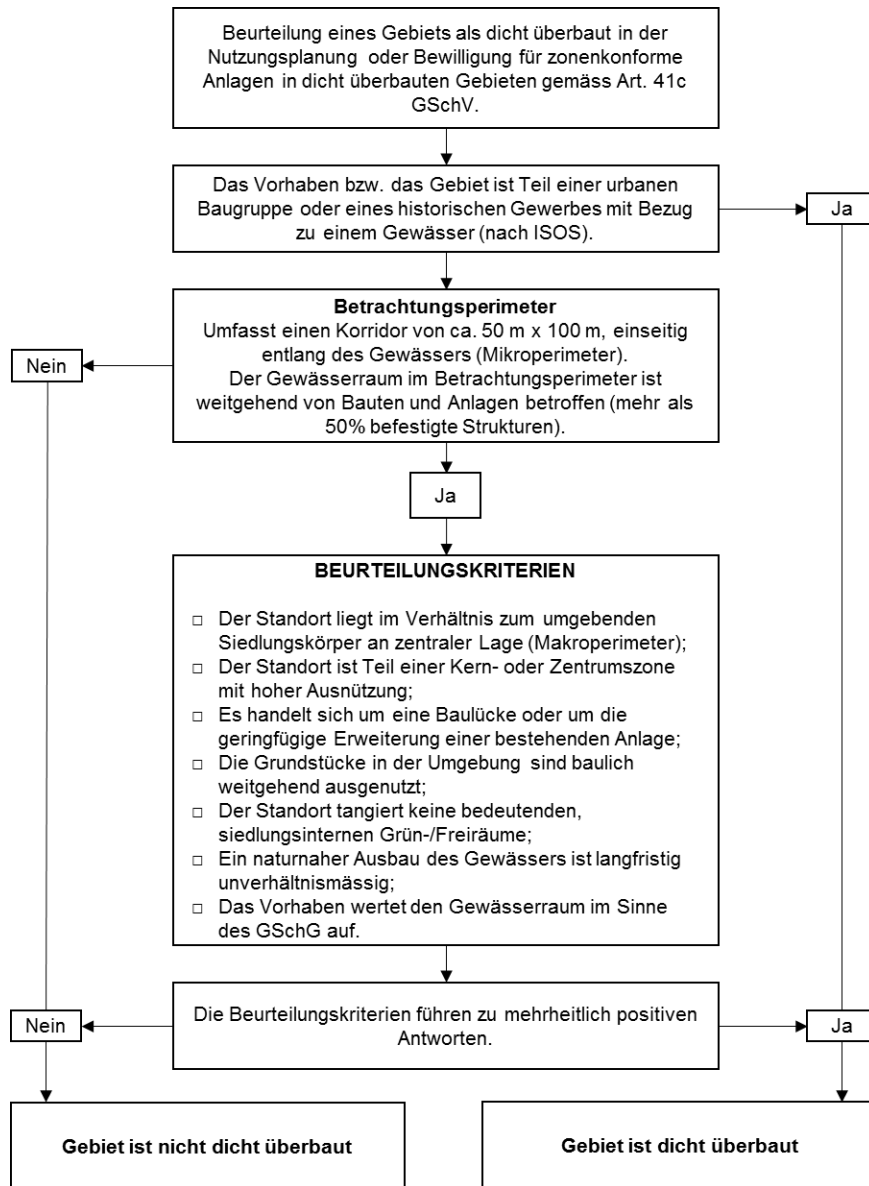 Beurteilung eines Gebiets als dicht überbaut in der
Nutzungsplanung oder Bewilligung für zonenkonforme
Anlagen in dicht überbauten Gebieten gemäss Art. 41c
GSchV.
Das Vorhaben bzw. das Gebiet ist Teil einer urbanen
Baugruppe oder eines historischen Gewerbes mit Bezug
zu einem Gewässer (nach ISOS).
Ja
Betrachtungsperimeter
Umfasst einen Korridor von ca. 50 m x 100 m, einseitig
entlang des Gewässers (Mikroperimeter).
Der Gewässerraum im Betrachtungsperimeter ist
weitgehend von Bauten und Anlagen betroffen (mehr als
50% befestigte Strukturen).
Nein
Ja
BEURTEILUNGSKRITERIEN
□ Der Standort liegt im Verhältnis zum umgebenden
Siedlungskörper an zentraler Lage (Makroperimeter);
□ Der Standort ist Teil einer Kern- oder Zentrumszone
mit hoher Ausnützung;
□ Es handelt sich um eine Baulücke oder um die
geringfügige Erweiterung einer bestehenden Anlage;
□ Die Grundstücke in der Umgebung sind baulich
weitgehend ausgenutzt;
□ Der Standort tangiert keine bedeutenden,
siedlungsinternen Grün-/Freiräume;
□ Ein naturnaher Ausbau des Gewässers ist langfristig
unverhältnismässig;
□ Das Vorhaben wertet den Gewässerraum im Sinne
des GSchG auf.
Die Beurteilungskriterien führen zu mehrheitlich positiven
Antworten.
Nein
Ja
Gebiet ist nicht dicht überbaut
Gebiet ist dicht überbaut